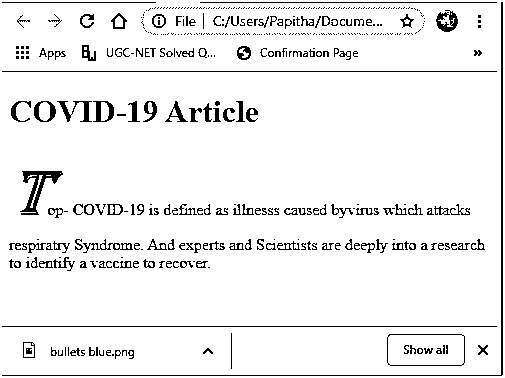 File | C:/Users/Papitha/Docume...
Apps UGC-NET Solved Q... Confirmation Page »
COVID-19 Article
Top- COVID-19 is defined as illnesss caused byvirus which attacks
respiratry Syndrome. And experts and Scientists are deeply into a research
to identify a vaccine to recover.
bullets blue.png Show all